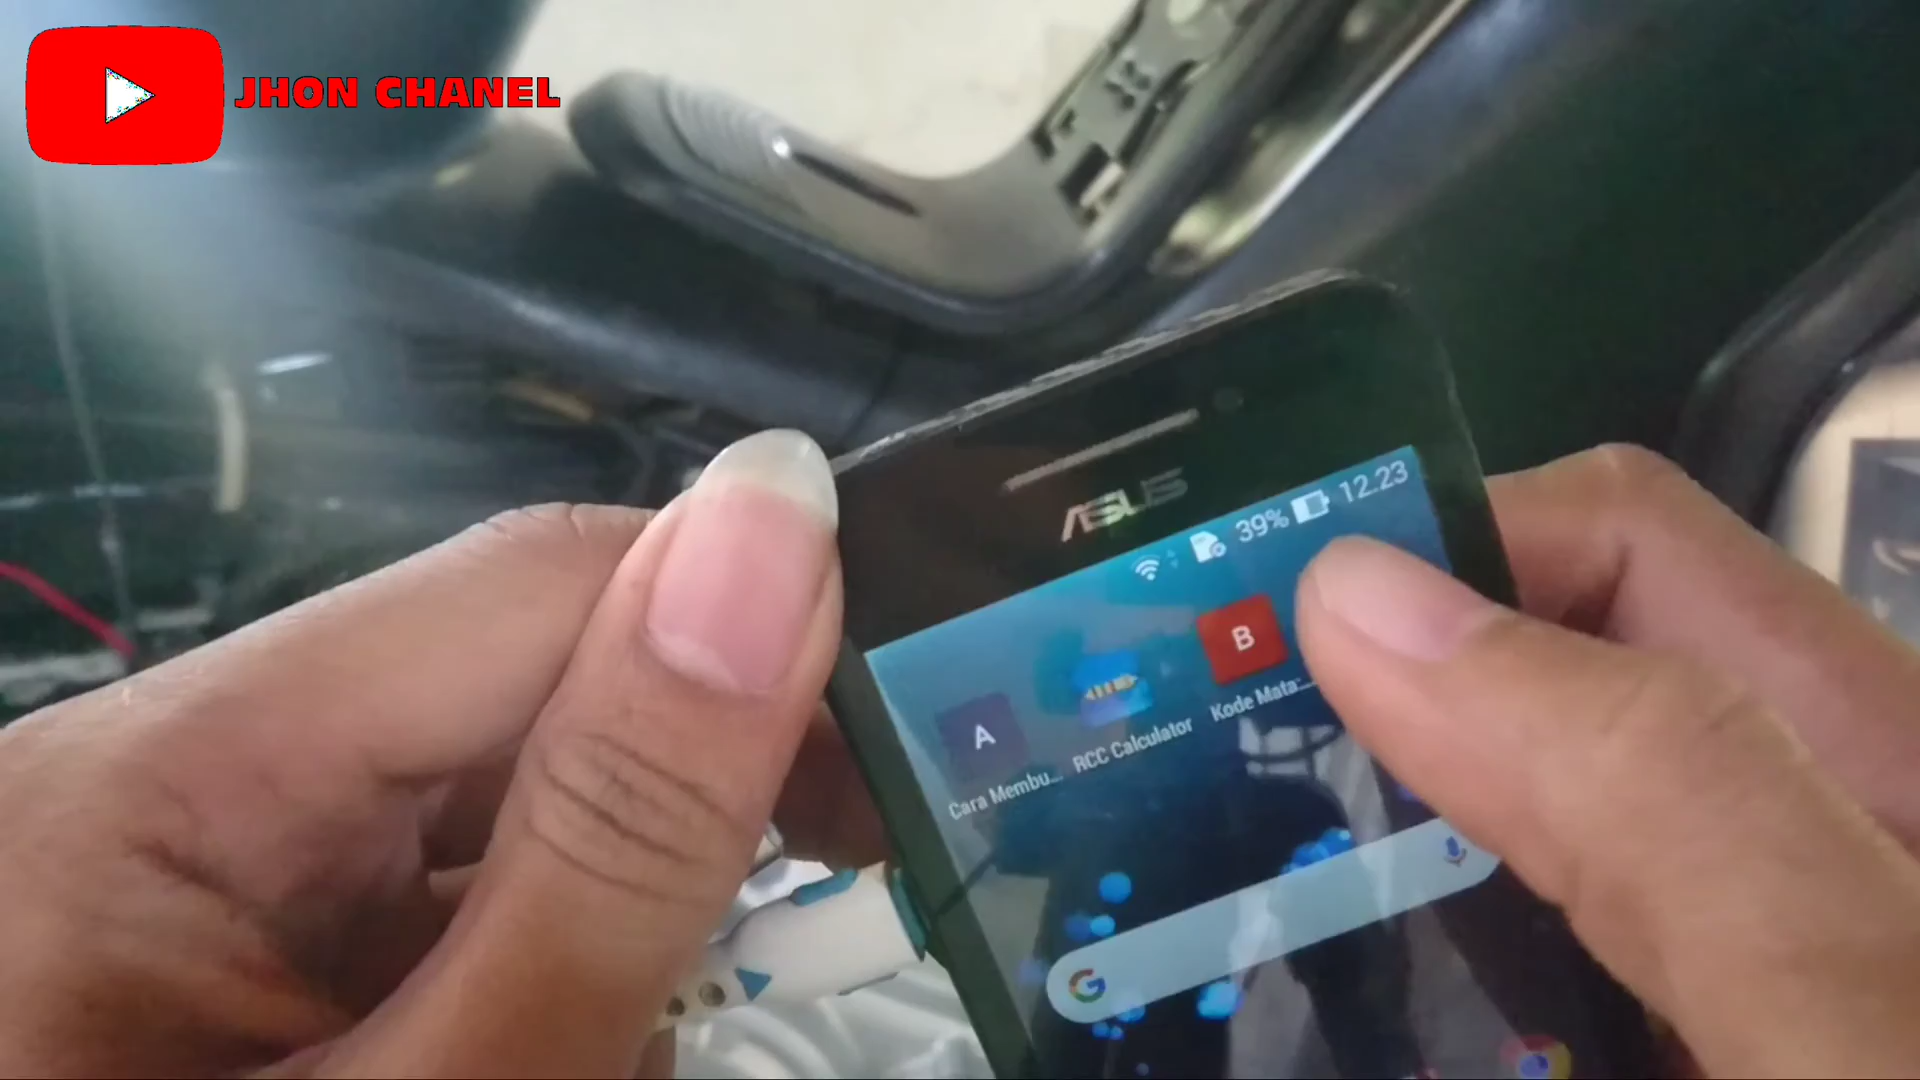 JHON CHANEL
ASUS
39% 12.23
A
B
Cara Membu...
RCC Calculator
Kode Mata:...
G